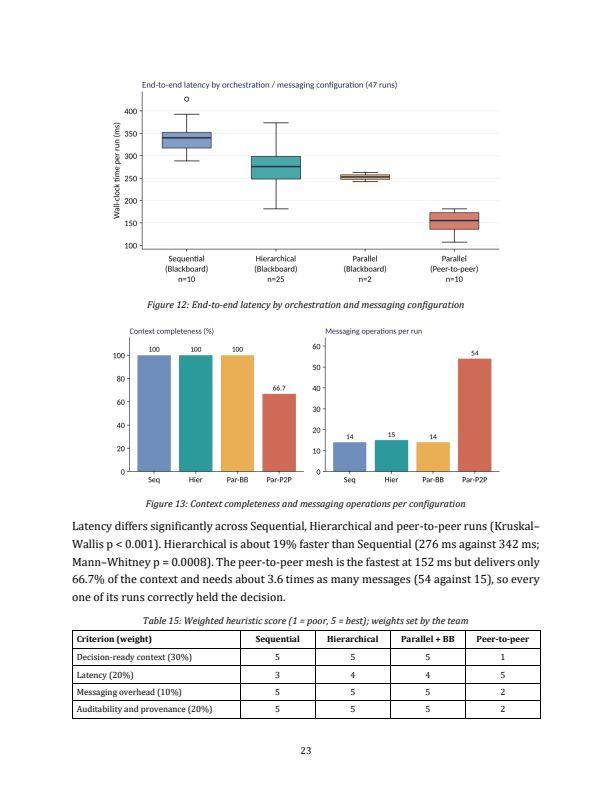 End-to-end latency by orchestration / messaging configuration (47 runs)
Wall-clock time per run (ms)
400
350
300
250
200
150
100
Sequential
(Blackboard)
n=10
Hierarchical
(Blackboard)
n=25
Parallel
(Blackboard)
n=2
Parallel
(Peer-to-peer)
n=10
Figure 12: End-to-end latency by orchestration and messaging configuration
Context completeness (%)
100
80
60
40
20
0
100
100
100
66.7
Seq
Hier
Par-BB
Par-P2P
Messaging operations per run
60
50
40
30
20
10
0
14
15
14
54
Seq
Hier
Par-BB
Par-P2P
Figure 13: Context completeness and messaging operations per configuration
Latency differs significantly across Sequential, Hierarchical and peer-to-peer runs (Kruskal–
Wallis p < 0.001). Hierarchical is about 19% faster than Sequential (276 ms against 342 ms;
Mann–Whitney p = 0.0008). The peer-to-peer mesh is the fastest at 152 ms but delivers only
66.7% of the context and needs about 3.6 times as many messages (54 against 15), so every
one of its runs correctly held the decision.
Table 15: Weighted heuristic score (1 = poor, 5 = best); weights set by the team
Criterion (weight) Sequential Hierarchical Parallel + BB Peer-to-peer
Decision-ready context (30%) 5 5 5 1
Latency (20%) 3 4 4 5
Messaging overhead (10%) 5 5 5 2
Auditability and provenance (20%) 5 5 5 2
23